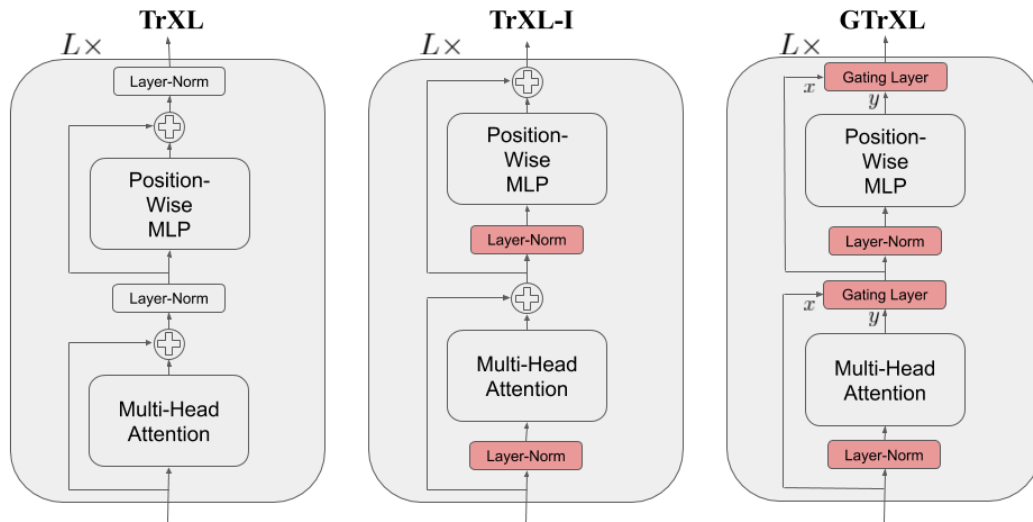 TrXL
L×
Layer-Norm
Position-
Wise
MLP
Layer-Norm
Multi-Head
Attention
TrXL-I
L×
Position-
Wise
MLP
Layer-Norm
Multi-Head
Attention
Layer-Norm
GTrXL
L×
Gating Layer
x
y
Position-
Wise
MLP
Layer-Norm
Gating Layer
x
y
Multi-Head
Attention
Layer-Norm